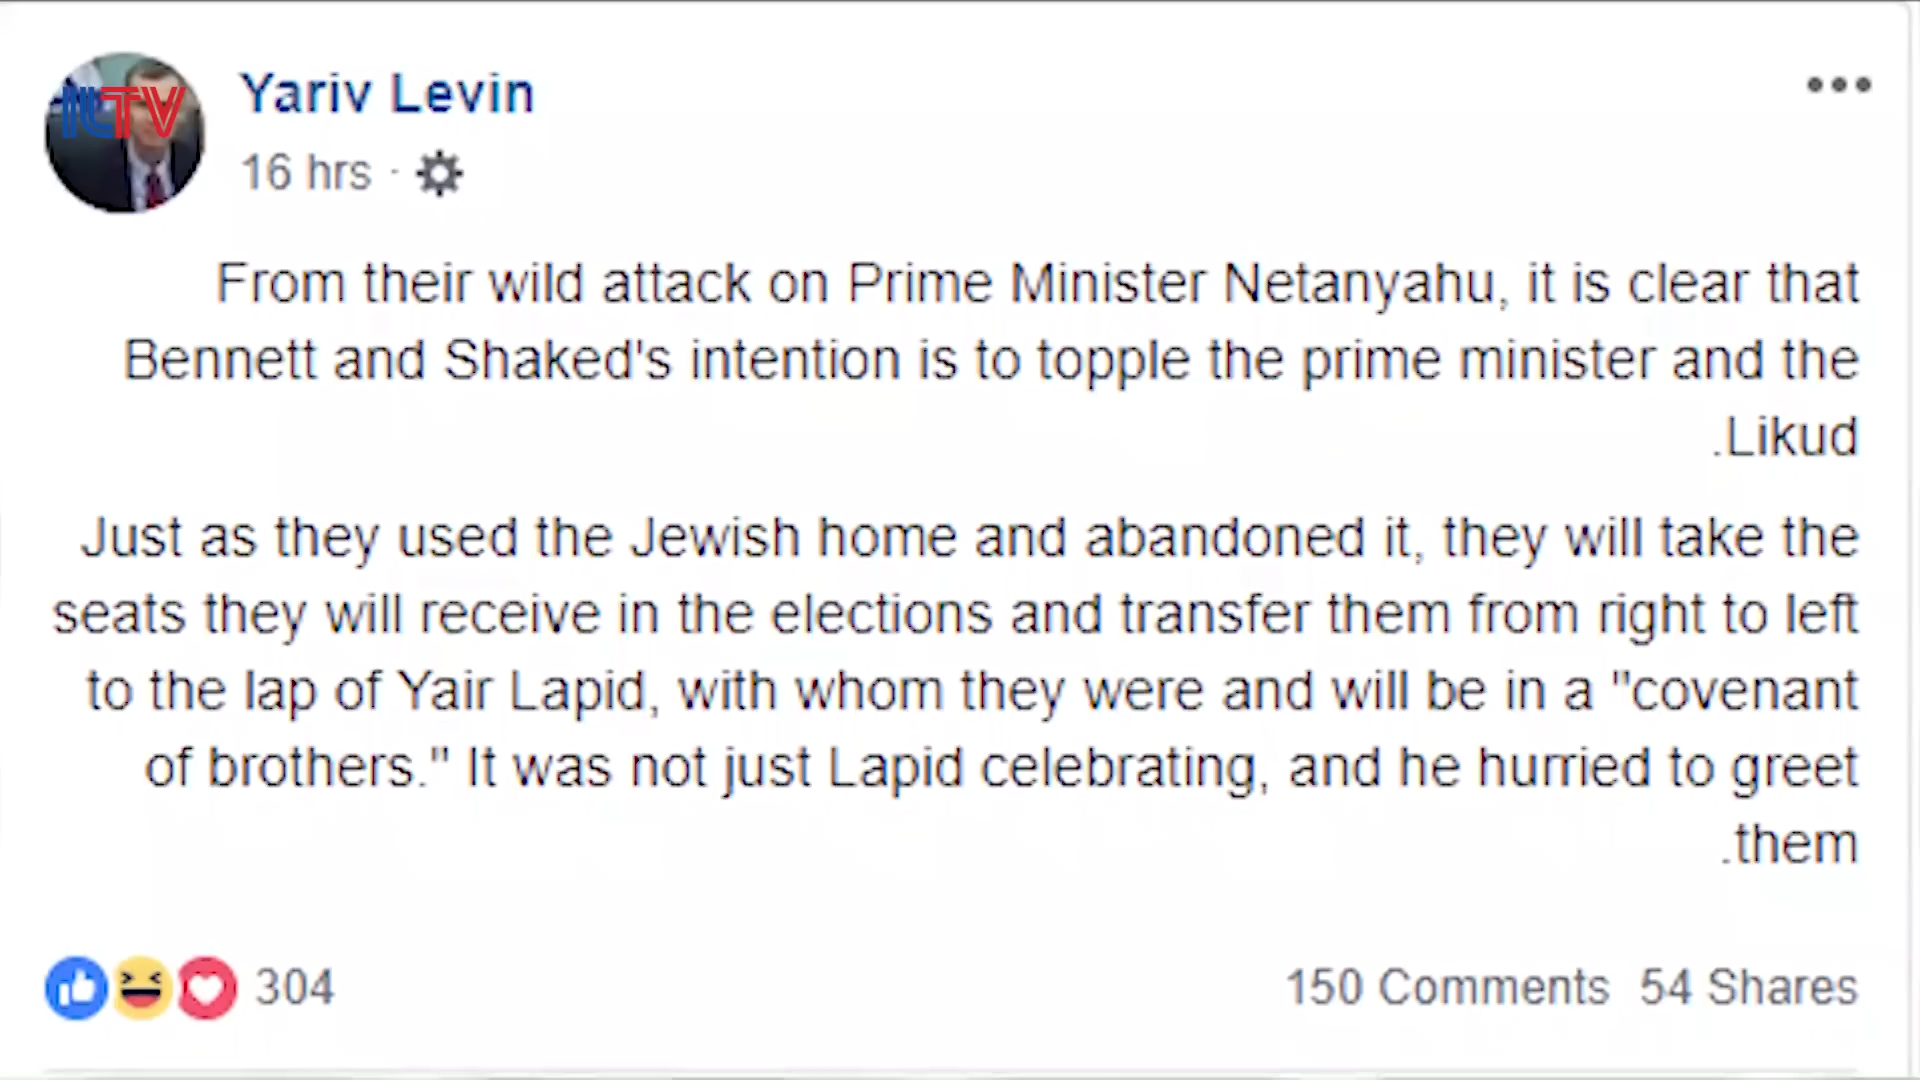 ILTV
Yariv Levin
16 hrs ·
From their wild attack on Prime Minister Netanyahu, it is clear that
Bennett and Shaked's intention is to topple the prime minister and the
.Likud
Just as they used the Jewish home and abandoned it, they will take the
seats they will receive in the elections and transfer them from right to left
to the lap of Yair Lapid, with whom they were and will be in a "covenant
of brothers." It was not just Lapid celebrating, and he hurried to greet
.them
304
150 Comments 54 Shares